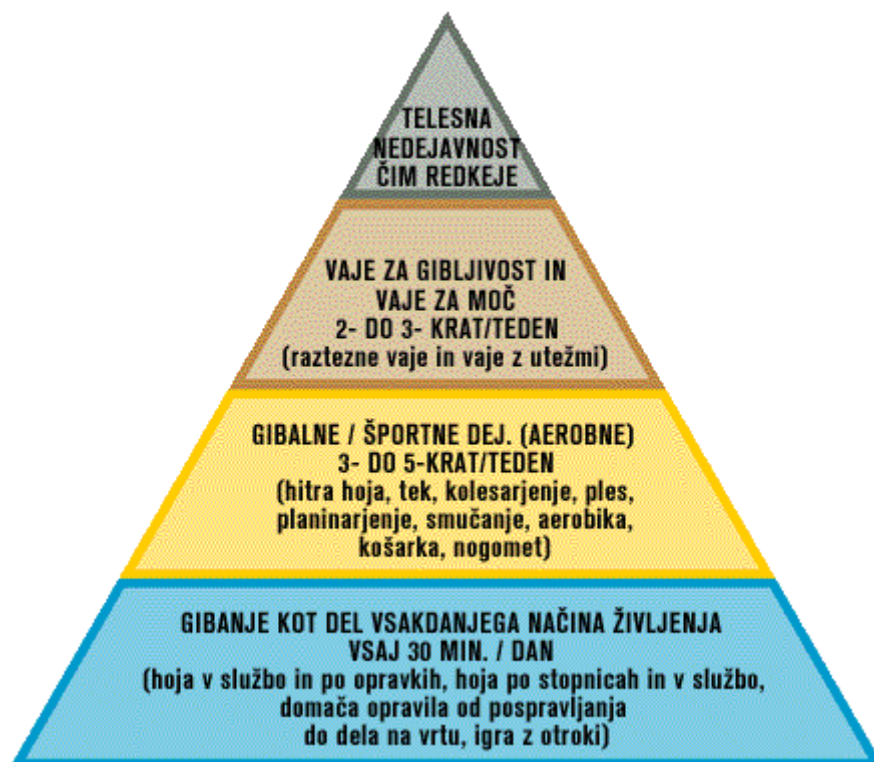 TELESNA
NEDEJAVNOST
ČIM REDKEJE
VAJE ZA GIBLJIVOST IN
VAJE ZA MOČ
2- DO 3- KRAT/TEDEN
(raztezne vaje in vaje z utežmi)
GIBALNE / ŠPORTNE DEJ. (AEROBNE)
3- DO 5-KRAT/TEDEN
(hitra hoja, tek, kolesarjenje, ples,
planinarjenje, smučanje, aerobika,
košarka, nogomet)
GIBANJE KOT DEL VSAKDANJEGA NAČINA ŽIVLJENJA
VSAJ 30 MIN. / DAN
(hoja v službo in po opravkih, hoja po stopnicah in v službo,
domača opravila od pospravljanja
do dela na vrtu, igra z otroki)